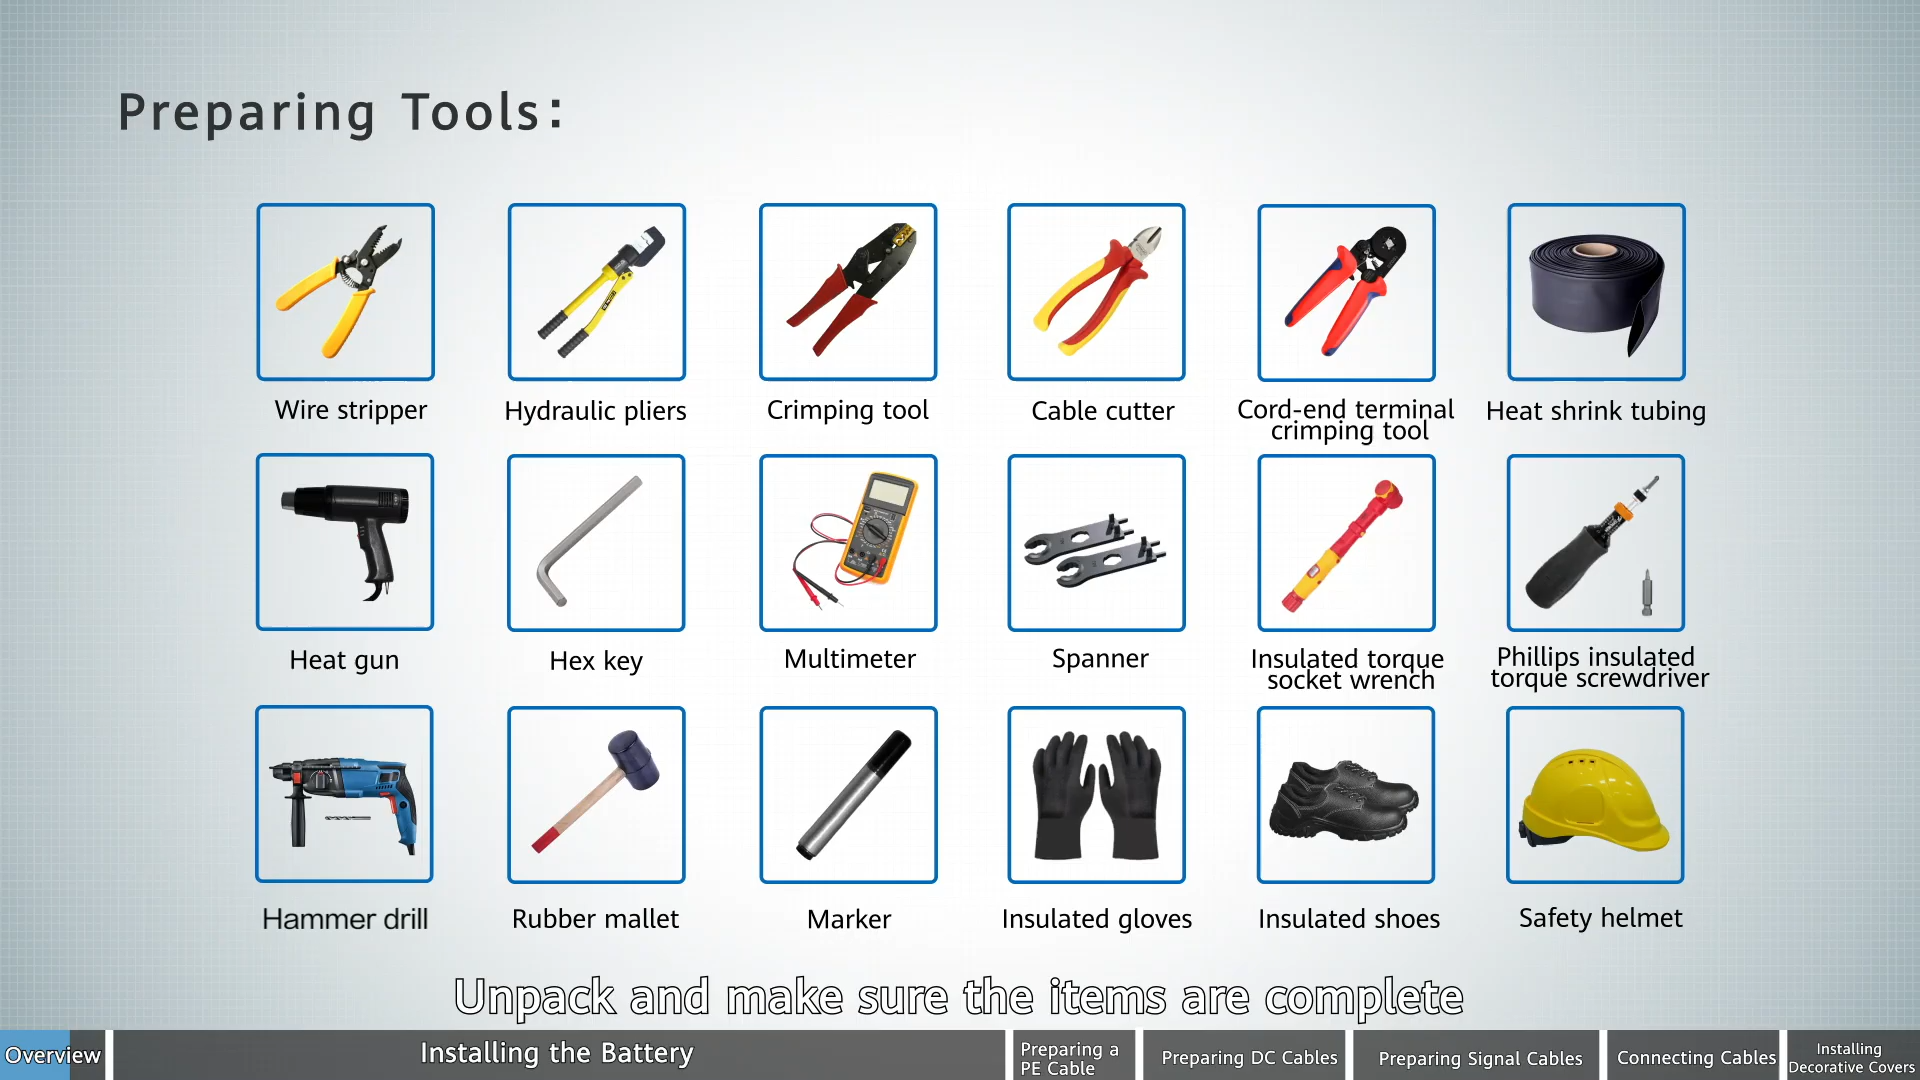 Preparing Tools:
Wire stripper
Hydraulic pliers
Crimping tool
Cable cutter
Cord-end terminal
crimping tool
Heat shrink tubing
Heat gun
Hex key
Multimeter
Spanner
Insulated torque
socket wrench
Phillips insulated
torque screwdriver
Hammer drill
Rubber mallet
Marker
Insulated gloves
Insulated shoes
Safety helmet
Unpack and make sure the items are complete
Overview
Installing the Battery
Preparing a
PE Cable
Preparing DC Cables
Preparing Signal Cables
Connecting Cables
Installing
Decorative Covers